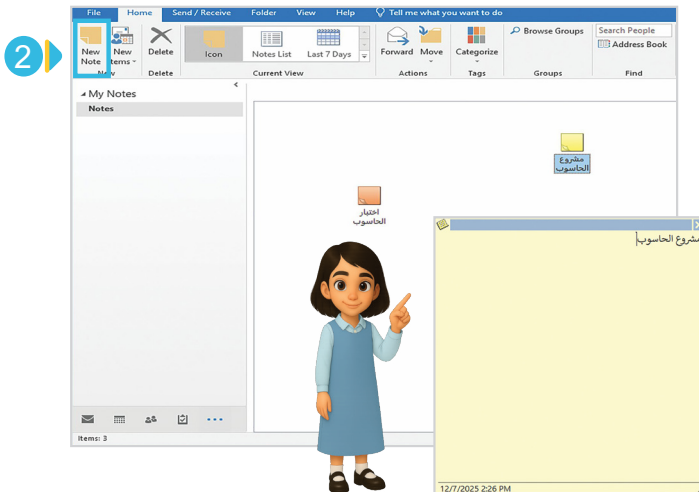 File Home Send / Receive Folder View Help Tell me what you want to do
2
New Note
New Items
Delete
Icon
Notes List
Last 7 Days
Forward
Move
Categorize
Browse Groups
Search People
Address Book
New
Delete
Current View
Actions
Tags
Groups
Find
My Notes
Notes
مشروع
الحاسوب
اختبار
الحاسوب
مشروع الحاسوب
Items: 3
12/7/2025 2:26 PM